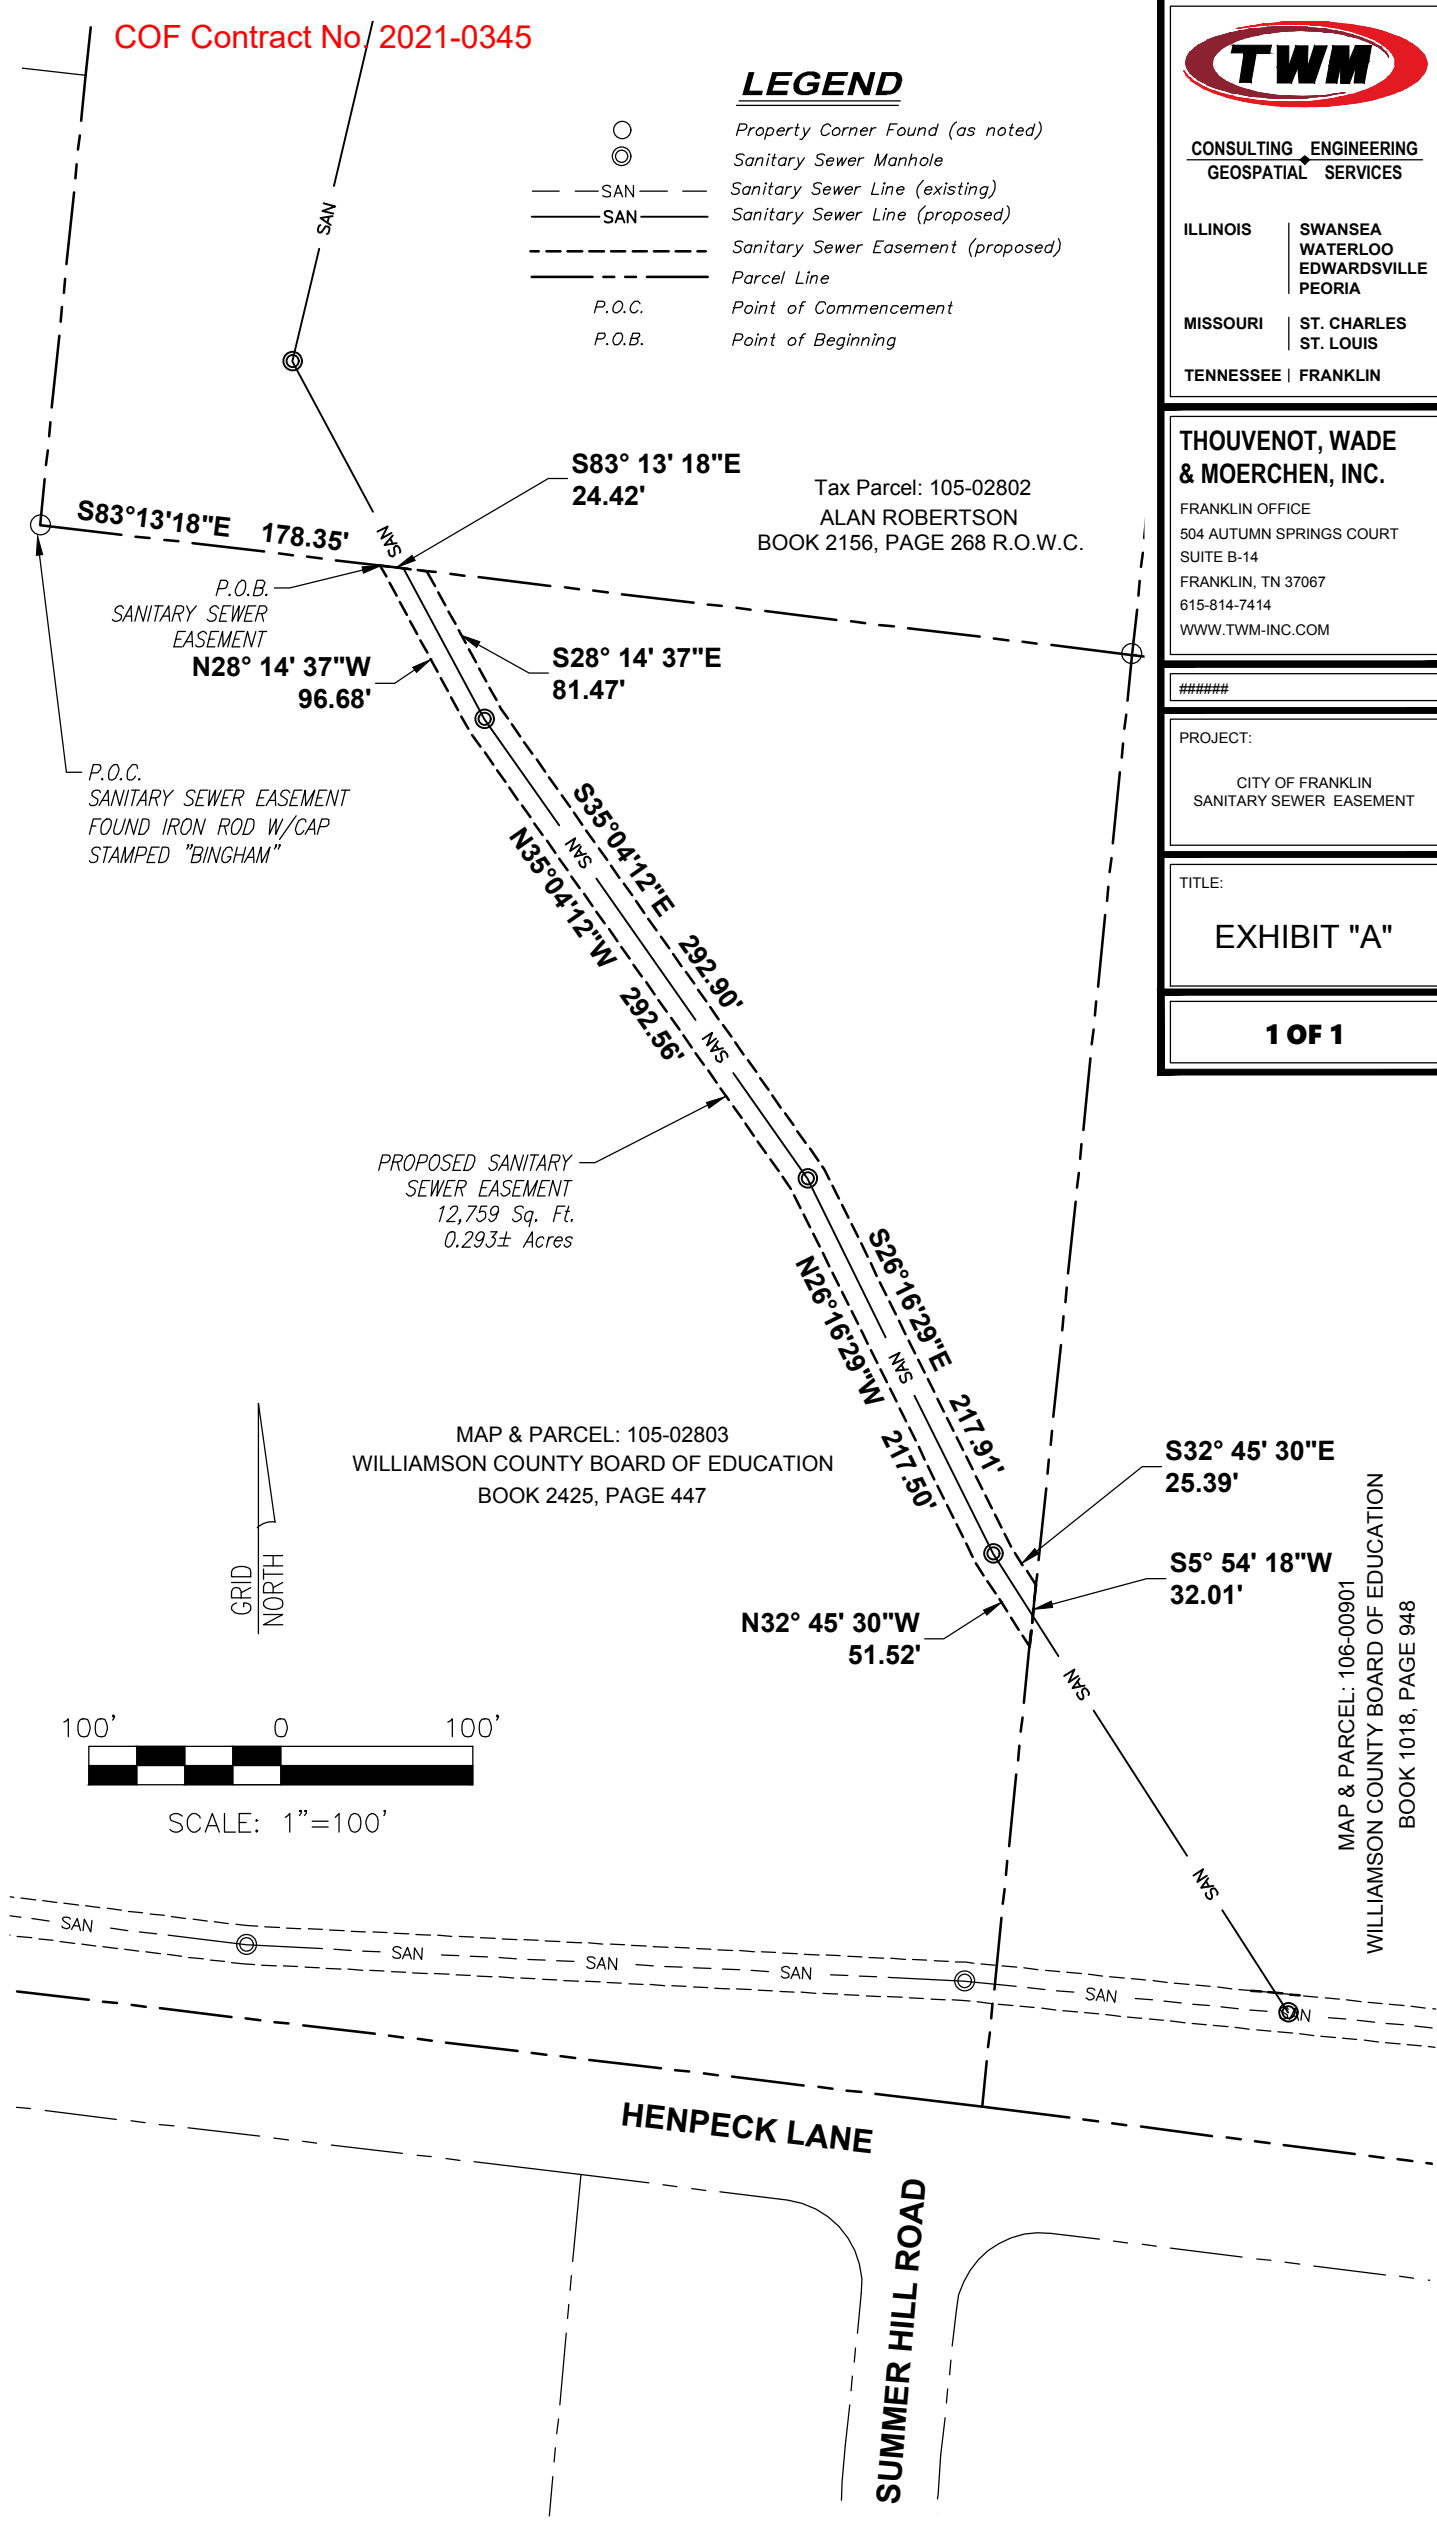 COF Contract No. 2021-0345
LEGEND
Property Corner Found (as noted)
Sanitary Sewer Manhole
SAN
Sanitary Sewer Line (existing)
SAN
Sanitary Sewer Line (proposed)
Sanitary Sewer Easement (proposed)
Parcel Line
P.O.C.
Point of Commencement
P.O.B.
Point of Beginning
TWM
CONSULTING ENGINEERING
GEOSPATIAL SERVICES
ILLINOIS
SWANSEA
WATERLOO
EDWARDSVILLE
PEORIA
MISSOURI
ST. CHARLES
ST. LOUIS
TENNESSEE
FRANKLIN
THOUVENOT, WADE
& MOERCHEN, INC.
FRANKLIN OFFICE
504 AUTUMN SPRINGS COURT
SUITE B-14
FRANKLIN, TN 37067
615-814-7414
WWW.TWM-INC.COM
######
PROJECT:
CITY OF FRANKLIN
SANITARY SEWER EASEMENT
TITLE:
EXHIBIT "A"
1 OF 1
SAN
S83° 13' 18"E
24.42'
Tax Parcel: 105-02802
ALAN ROBERTSON
BOOK 2156, PAGE 268 R.O.W.C.
S83°13'18"E 178.35'
SAN
P.O.B.
SANITARY SEWER
EASEMENT
N28° 14' 37"W
96.68'
S28° 14' 37"E
81.47'
P.O.C.
SANITARY SEWER EASEMENT
FOUND IRON ROD W/CAP
STAMPED "BINGHAM"
S35°04'12"E 292.90'
SAN
N35°04'12"W 292.56'
SAN
PROPOSED SANITARY
SEWER EASEMENT
12,759 Sq. Ft.
0.293± Acres
S26°16'29"E 217.91'
N26°16'29"W 217.50'
SAN
MAP & PARCEL: 105-02803
WILLIAMSON COUNTY BOARD OF EDUCATION
BOOK 2425, PAGE 447
S32° 45' 30"E
25.39'
S5° 54' 18"W
32.01'
N32° 45' 30"W
51.52'
MAP & PARCEL: 106-00901
WILLIAMSON COUNTY BOARD OF EDUCATION
BOOK 1018, PAGE 948
GRID
NORTH
SAN
100' 0 100'
SCALE: 1"=100'
SAN
SAN
SAN
SAN
SAN
SAN
SAN
HENPECK LANE
SUMMER HILL ROAD